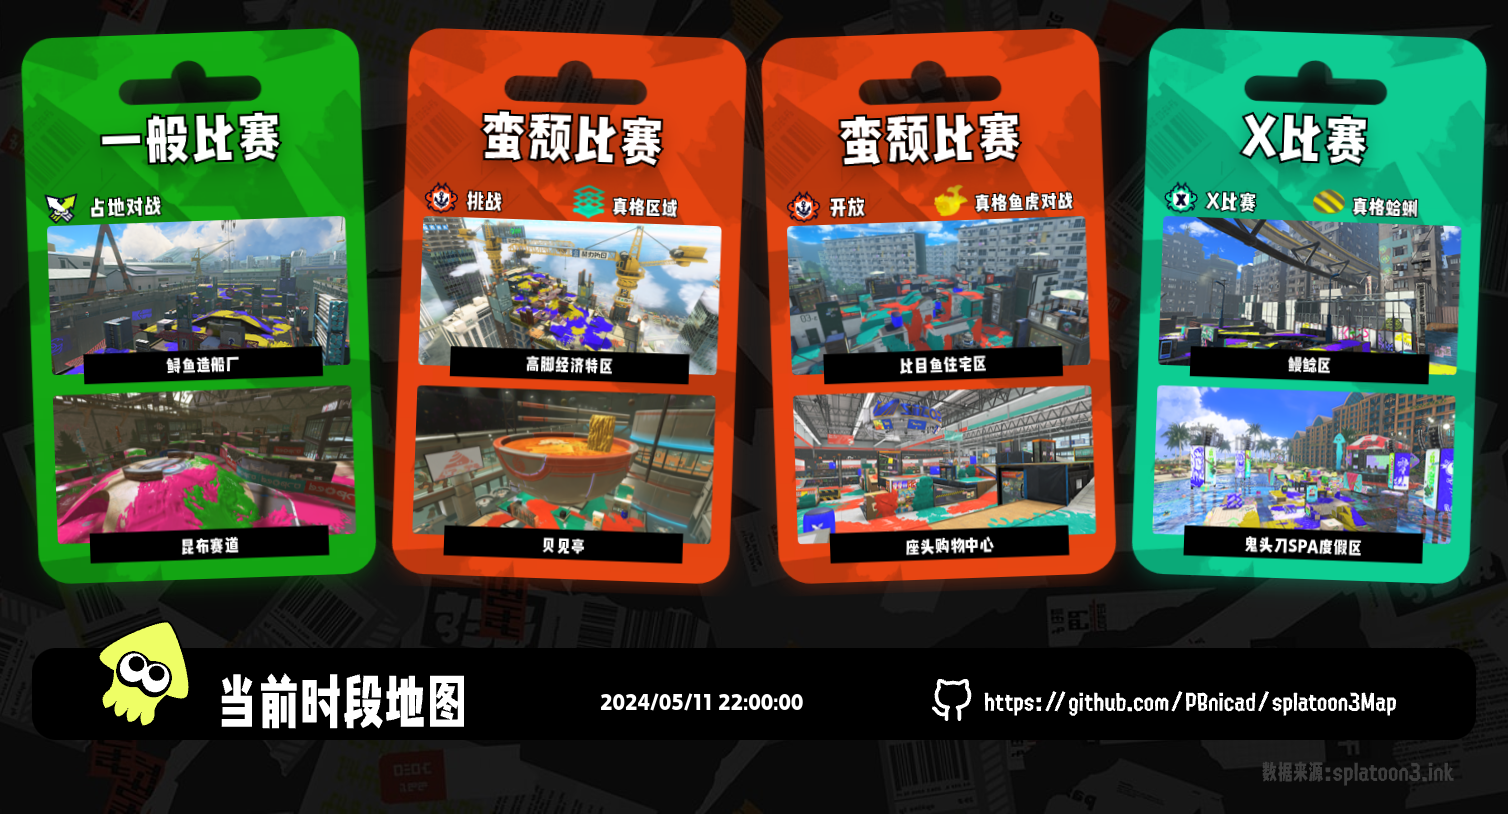 一般比赛
占地对战
鲟鱼造船厂
昆布赛道
蛮颓比赛
挑战
真格区域
高脚经济特区
贝见亭
蛮颓比赛
开放
真格鱼虎对战
比目鱼住宅区
座头购物中心
X比赛
X比赛
真格蛤蜊
鳗鲶区
鬼头刀SPA度假区
当前时段地图
2024/05/11 22:00:00
https://github.com/PBnicad/splatoon3Map
数据来源:splatoon3.ink